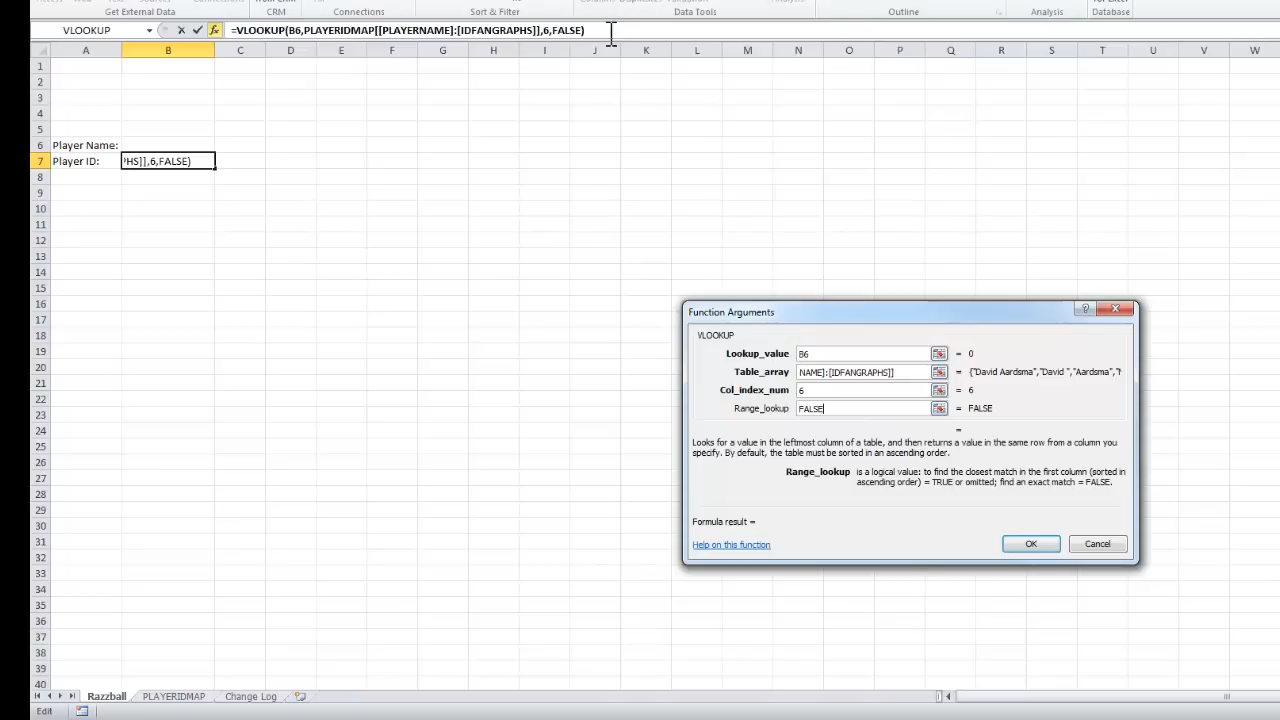 Get External Data CRM Connections Sort & Filter Data Tools Outline Analysis Database
VLOOKUP fx =VLOOKUP(B6,PLAYERIDMAP[[PLAYERNAME]:[IDFANGRAPHS]],6,FALSE)
A B C D E F G H I J K L M N O P Q R S T U V W
1
2
3
4
5
6 Player Name:
7 Player ID: 'HS]],6,FALSE)
8
9
10
11
12
13
14
15
16
17
18
19
20
21
22
23
24
25
26
27
28
29
30
31
32
33
34
35
36
37
38
39
40
Function Arguments
VLOOKUP
Lookup_value B6 = 0
Table_array NAME]:[IDFANGRAPHS]] = {"David Aardsma","David ","Aardsma","
Col_index_num 6 = 6
Range_lookup FALSE = FALSE
=
Looks for a value in the leftmost column of a table, and then returns a value in the same row from a column you
specify. By default, the table must be sorted in an ascending order.
Range_lookup is a logical value: to find the closest match in the first column (sorted in
ascending order) = TRUE or omitted; find an exact match = FALSE.
Formula result =
Help on this function OK Cancel
Razzball PLAYERIDMAP Change Log
Edit